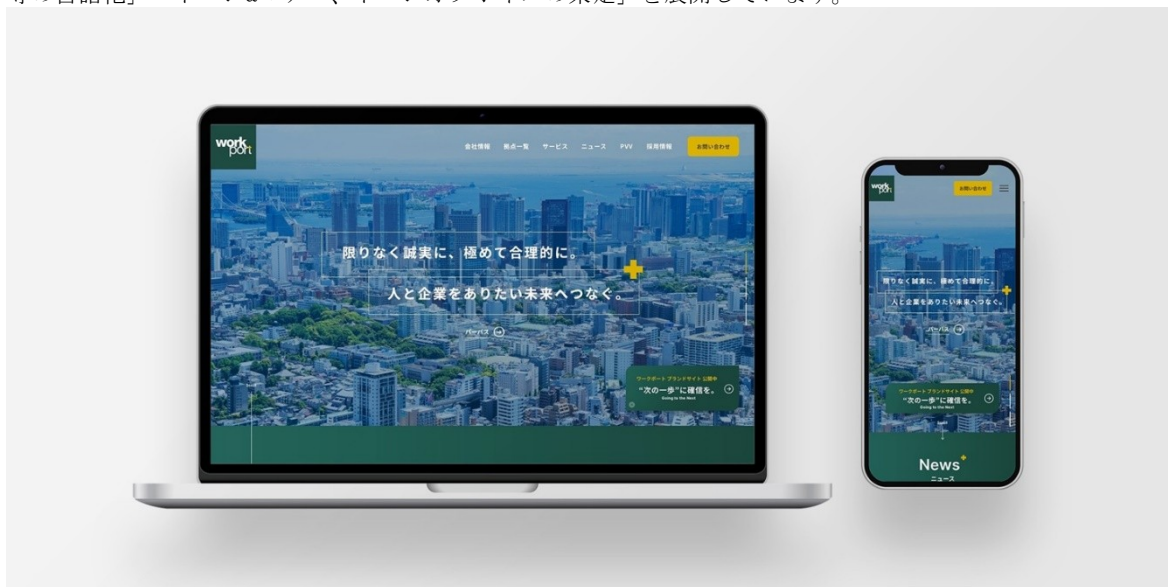 work
port
会社情報 拠点一覧 サービス ニュース PVV 採用情報 お問い合わせ
限りなく誠実に、極めて合理的に。
人と企業をありたい未来へつなぐ。
パーパス
ワークポート ブランドサイト 公開中
“次の一歩”に確信を。
Going to the Next
work
port
お問い合わせ
限りなく誠実に、極めて合理的に。
人と企業をありたい未来へつなぐ。
パーパス
ワークポート ブランドサイト 公開中
“次の一歩”に確信を。
Going to the Next
News
ニュース